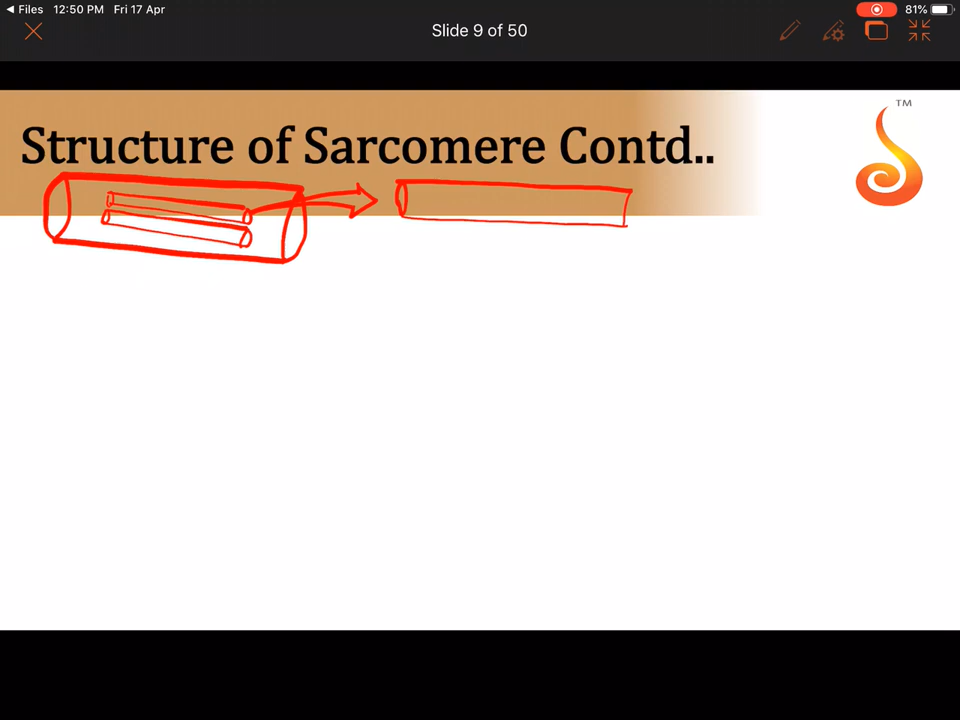 Files 12:50 PM Fri 17 Apr 81%
Slide 9 of 50
TM
Structure of Sarcomere Contd..